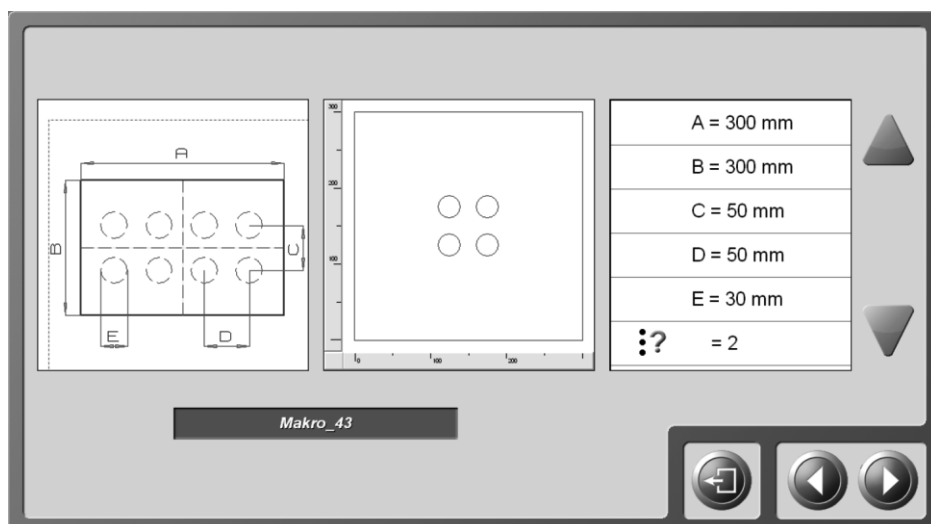 A
B
C
E
D
300
200
100
0
100
200
A = 300 mm
B = 300 mm
C = 50 mm
D = 50 mm
E = 30 mm
? = 2
Makro_43